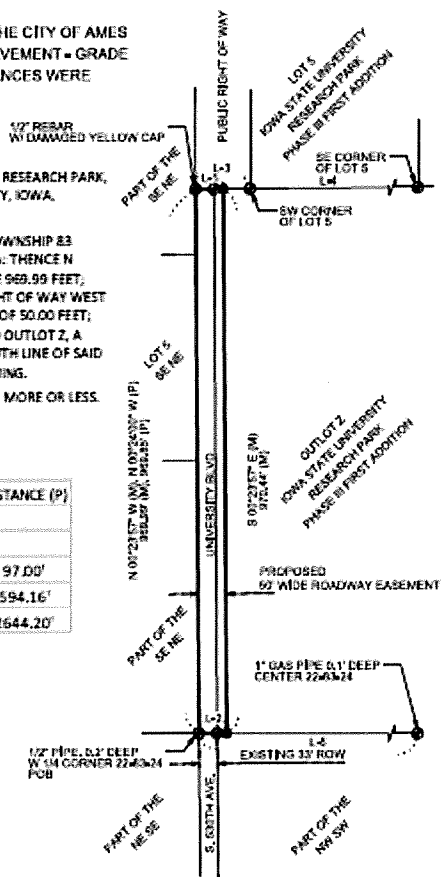 HE CITY OF AMES
VEMENT = GRADE
NCES WERE
RESEARCH PARK,
Y, IOWA.
WNSHIP 83
THENCE N
969.99 FEET;
HT OF WAY WEST
OF 50.00 FEET;
OUTLOT Z, A
TH LINE OF SAID
ING.
MORE OR LESS.
STANCE (P)
97.00'
594.16'
2644.20'
PUBLIC RIGHT OF WAY
LOT 5
IOWA STATE UNIVERSITY
RESEARCH PARK
PHASE III FIRST ADDITION
1/2" REBAR
W/ DAMAGED YELLOW CAP
PART OF THE
SE NE
L-3
SE CORNER
OF LOT 5
L-4
SW CORNER
OF LOT 5
LOT 5
SE NE
UNIVERSITY BLVD
OUTLOT Z
IOWA STATE UNIVERSITY
RESEARCH PARK
PHASE III FIRST ADDITION
PROPOSED
60' WIDE ROADWAY EASEMENT
PART OF THE
SE NE
1" GAS PIPE 0.1' DEEP
CENTER 22-83-24
L-2
L-5
1/2" PIPE, 0.2' DEEP
W 1/4 CORNER 22-83-24
POB
EXISTING 33' ROW
PART OF THE
NE SE
S. 530TH AVE.
PART OF THE
NW SW